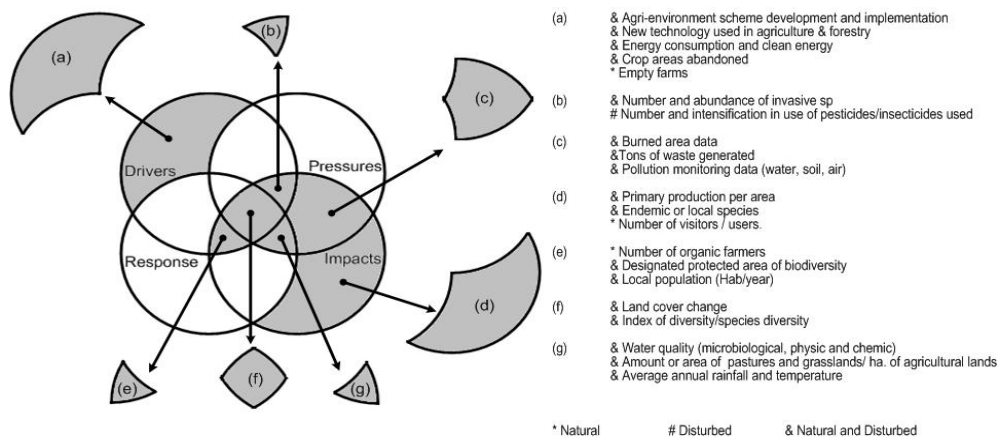 (a)
(b)
(c)
Drivers
Pressures
Response
Impacts
(d)
(e)
(f)
(g)
(a) & Agri-environment scheme development and implementation
& New technology used in agriculture & forestry
& Energy consumption and clean energy
& Crop areas abandoned
* Empty farms
(b) & Number and abundance of invasive sp
# Number and intensification in use of pesticides/insecticides used
(c) & Burned area data
&Tons of waste generated
& Pollution monitoring data (water, soil, air)
(d) & Primary production per area
& Endemic or local species
* Number of visitors / users.
(e) * Number of organic farmers
& Designated protected area of biodiversity
& Local population (Hab/year)
(f) & Land cover change
& Index of diversity/species diversity
(g) & Water quality (microbiological, physic and chemic)
& Amount or area of pastures and grasslands/ ha. of agricultural lands
& Average annual rainfall and temperature
* Natural # Disturbed & Natural and Disturbed